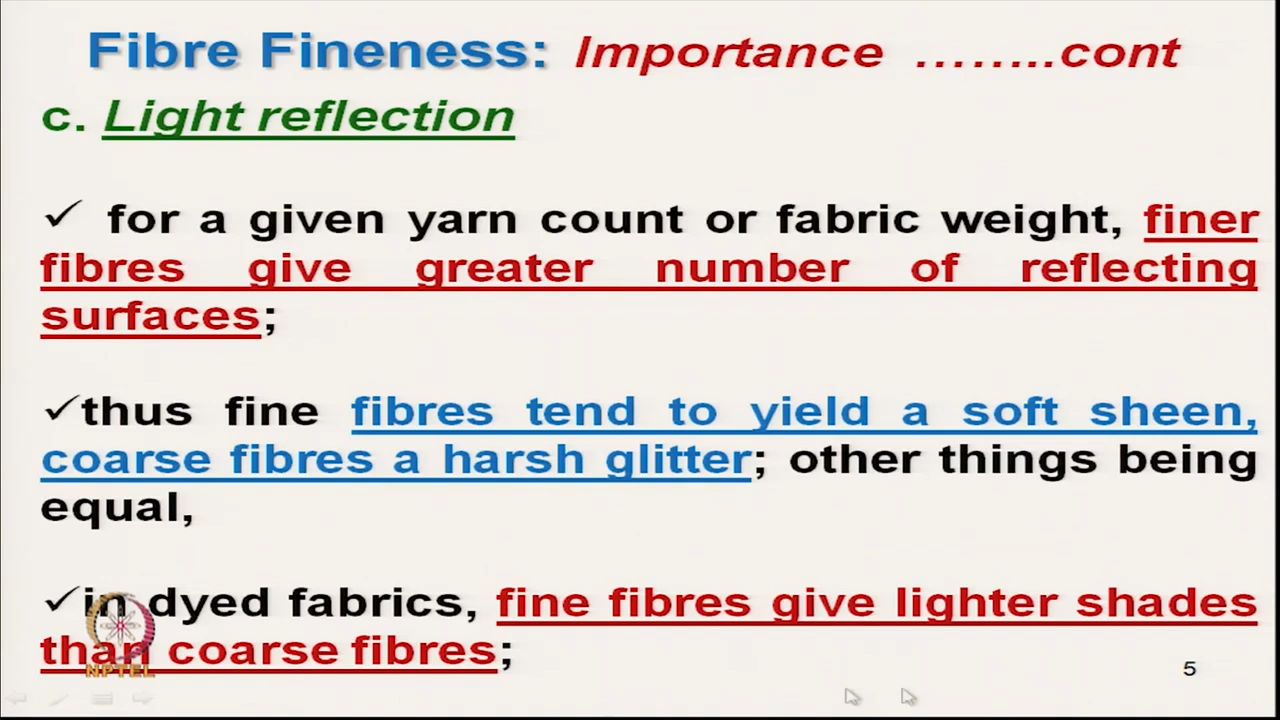 Fibre Fineness: Importance ……..cont
c. Light reflection
✓ for a given yarn count or fabric weight, finer
fibres give greater number of reflecting
surfaces;
✓thus fine fibres tend to yield a soft sheen,
coarse fibres a harsh glitter; other things being
equal,
✓in dyed fabrics, fine fibres give lighter shades
than coarse fibres;
NPTEL
5